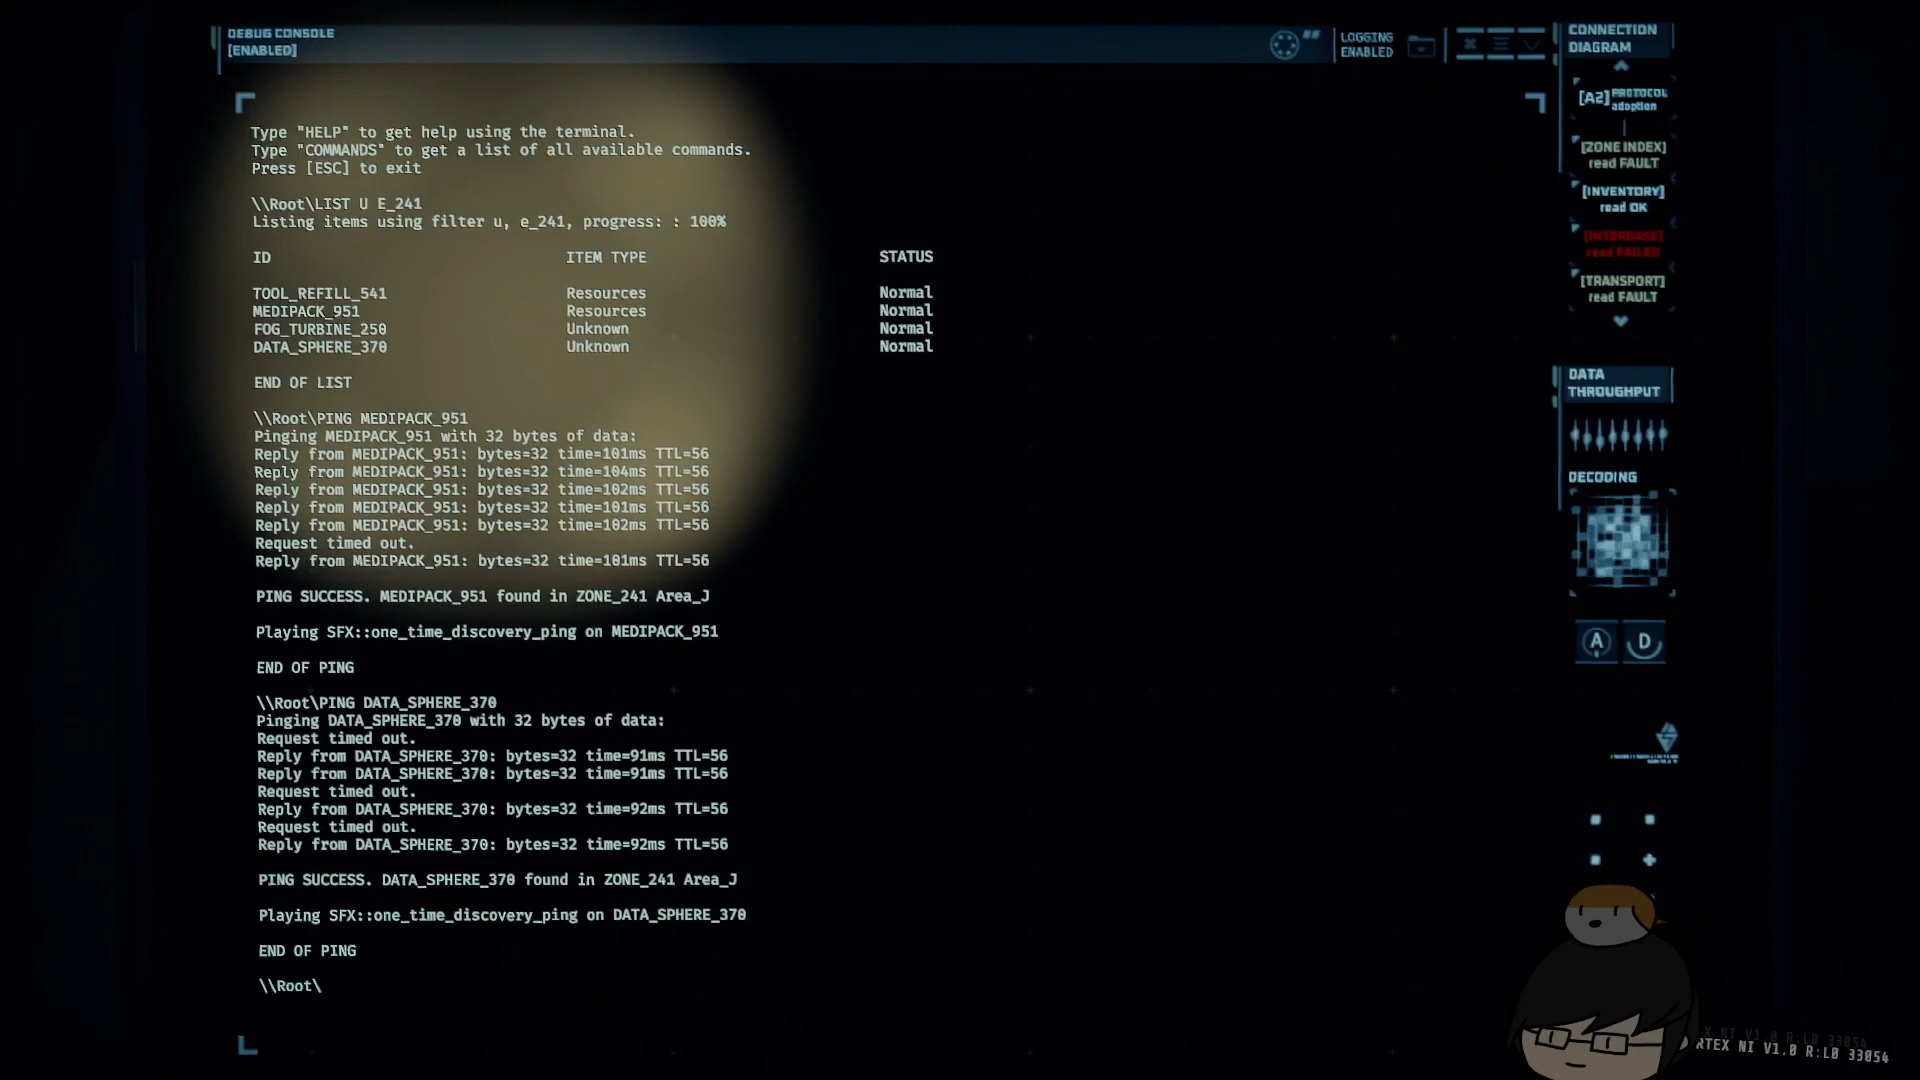 DEBUG CONSOLE
[ENABLED]
LOGGING
ENABLED
Type "HELP" to get help using the terminal.
Type "COMMANDS" to get a list of all available commands.
Press [ESC] to exit
\\Root\LIST U E_241
Listing items using filter u, e_241, progress: : 100%
ID ITEM TYPE STATUS
TOOL_REFILL_541 Resources Normal
MEDIPACK_951 Resources Normal
FOG_TURBINE_250 Unknown Normal
DATA_SPHERE_370 Unknown Normal
END OF LIST
\\Root\PING MEDIPACK_951
Pinging MEDIPACK_951 with 32 bytes of data:
Reply from MEDIPACK_951: bytes=32 time=101ms TTL=56
Reply from MEDIPACK_951: bytes=32 time=104ms TTL=56
Reply from MEDIPACK_951: bytes=32 time=102ms TTL=56
Reply from MEDIPACK_951: bytes=32 time=101ms TTL=56
Reply from MEDIPACK_951: bytes=32 time=102ms TTL=56
Request timed out.
Reply from MEDIPACK_951: bytes=32 time=101ms TTL=56
PING SUCCESS. MEDIPACK_951 found in ZONE_241 Area_J
Playing SFX::one_time_discovery_ping on MEDIPACK_951
END OF PING
\\Root\PING DATA_SPHERE_370
Pinging DATA_SPHERE_370 with 32 bytes of data:
Request timed out.
Reply from DATA_SPHERE_370: bytes=32 time=91ms TTL=56
Reply from DATA_SPHERE_370: bytes=32 time=91ms TTL=56
Request timed out.
Reply from DATA_SPHERE_370: bytes=32 time=92ms TTL=56
Request timed out.
Reply from DATA_SPHERE_370: bytes=32 time=92ms TTL=56
PING SUCCESS. DATA_SPHERE_370 found in ZONE_241 Area_J
Playing SFX::one_time_discovery_ping on DATA_SPHERE_370
END OF PING
\\Root\
CONNECTION
DIAGRAM
[A2] PROTOCOL
adoption
[ZONE INDEX]
read FAULT
[INVENTORY]
read OK
[INTERBASE]
read FAILED
[TRANSPORT]
read FAULT
DATA
THROUGHPUT
DECODING
A D
RTEX NI V1.0 R:L0 33054